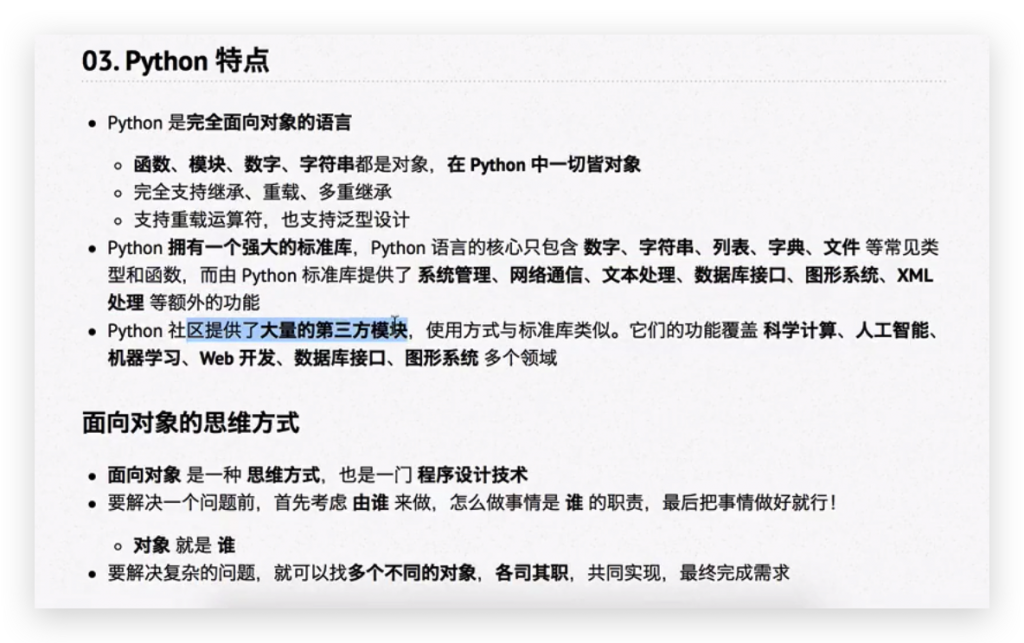 03. Python 特点
Python 是完全面向对象的语言
函数、模块、数字、字符串都是对象，在 Python 中一切皆对象
完全支持继承、重载、多重继承
支持重载运算符，也支持泛型设计
Python 拥有一个强大的标准库，Python 语言的核心只包含 数字、字符串、列表、字典、文件 等常见类
型和函数，而由 Python 标准库提供了 系统管理、网络通信、文本处理、数据库接口、图形系统、XML
处理 等额外的功能
Python 社区提供了大量的第三方模块，使用方式与标准库类似。它们的功能覆盖 科学计算、人工智能、
机器学习、Web 开发、数据库接口、图形系统 多个领域
面向对象的思维方式
面向对象 是一种 思维方式，也是一门 程序设计技术
要解决一个问题前，首先考虑 由谁 来做，怎么做事情是 谁 的职责，最后把事情做好就行！
对象 就是 谁
要解决复杂的问题，就可以找多个不同的对象，各司其职，共同实现，最终完成需求